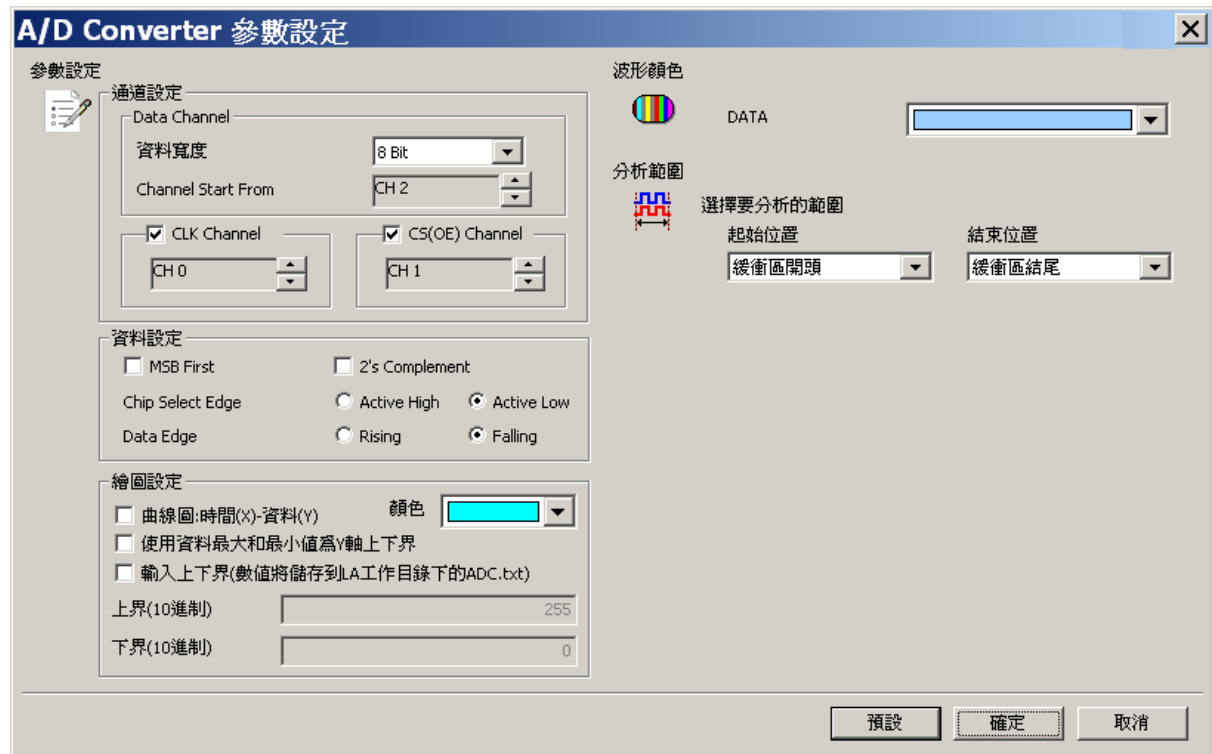 A/D Converter 參數設定
參數設定
通道設定
Data Channel
資料寬度 8 Bit
Channel Start From CH 2
CLK Channel CS(OE) Channel
CH 0 CH 1
資料設定
MSB First 2's Complement
Chip Select Edge Active High Active Low
Data Edge Rising Falling
繪圖設定
曲線圖:時間(X)-資料(Y) 顏色
使用資料最大和最小值為Y軸上下界
輸入上下界(數值將儲存到LA工作目錄下的ADC.txt)
上界(10進制) 255
下界(10進制) 0
波形顏色
DATA
分析範圍
選擇要分析的範圍
起始位置 結束位置
緩衝區開頭 緩衝區結尾
預設 確定 取消